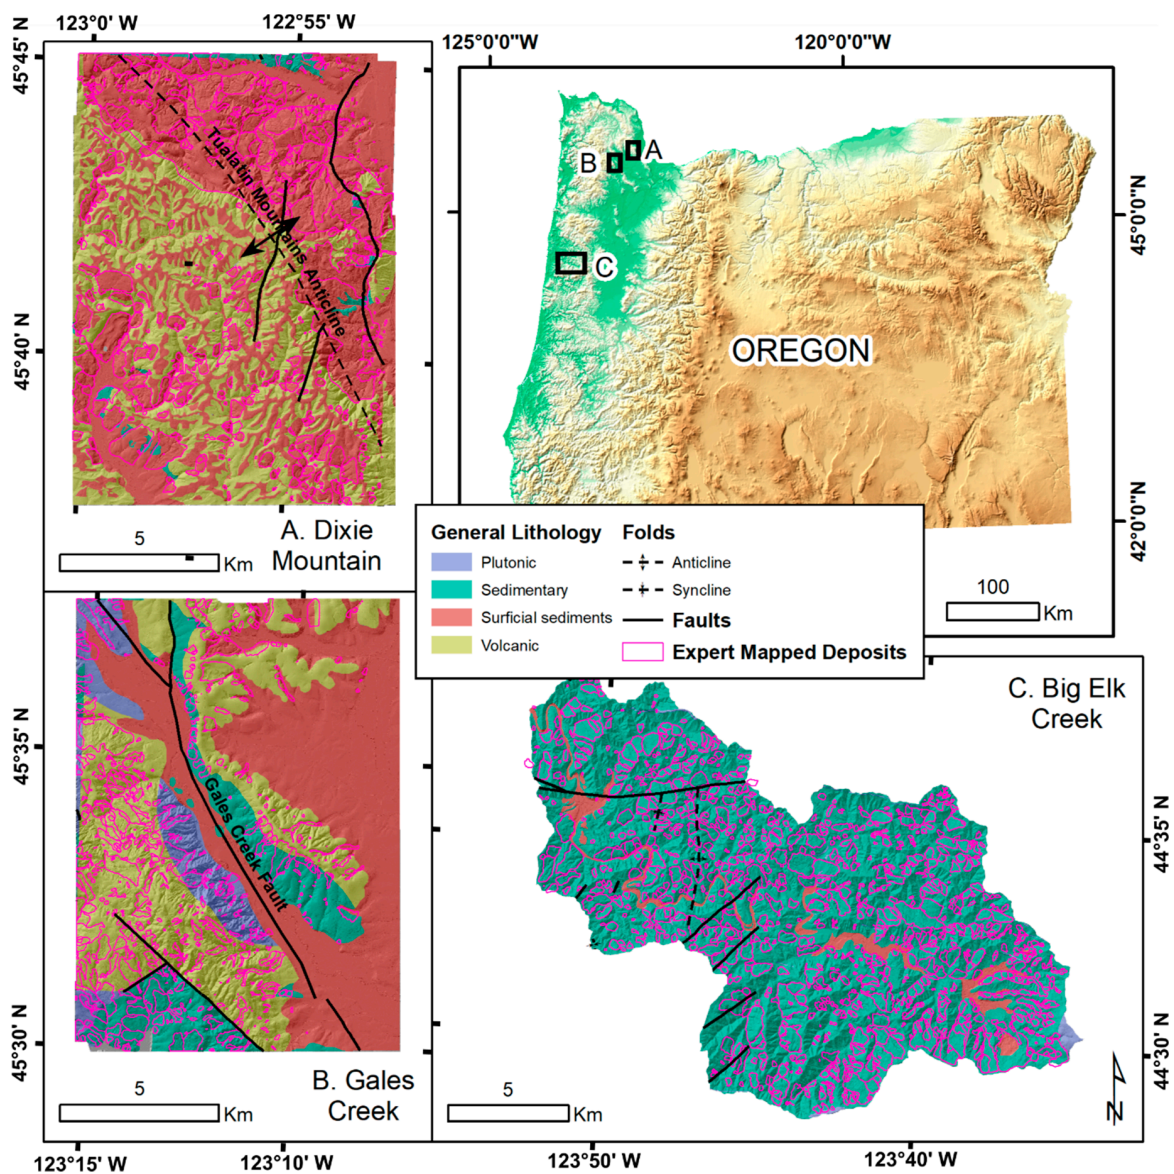 123°0' W
122°55' W
125°0'0"W
120°0'0"W
45°45' N
45°40' N
Tualatin Mountains Anticline
A
B
C
OREGON
45°0'0"N
42°0'0"N
5
Km
A. Dixie
Mountain
General Lithology
Plutonic
Sedimentary
Surficial sediments
Volcanic
Folds
Anticline
Syncline
Faults
Expert Mapped Deposits
100
Km
45°35' N
45°30' N
Gales Creek Fault
C. Big Elk
Creek
44°35' N
44°30' N
5
Km
B. Gales
Creek
5
Km
N
123°15' W
123°10' W
123°50' W
123°40' W